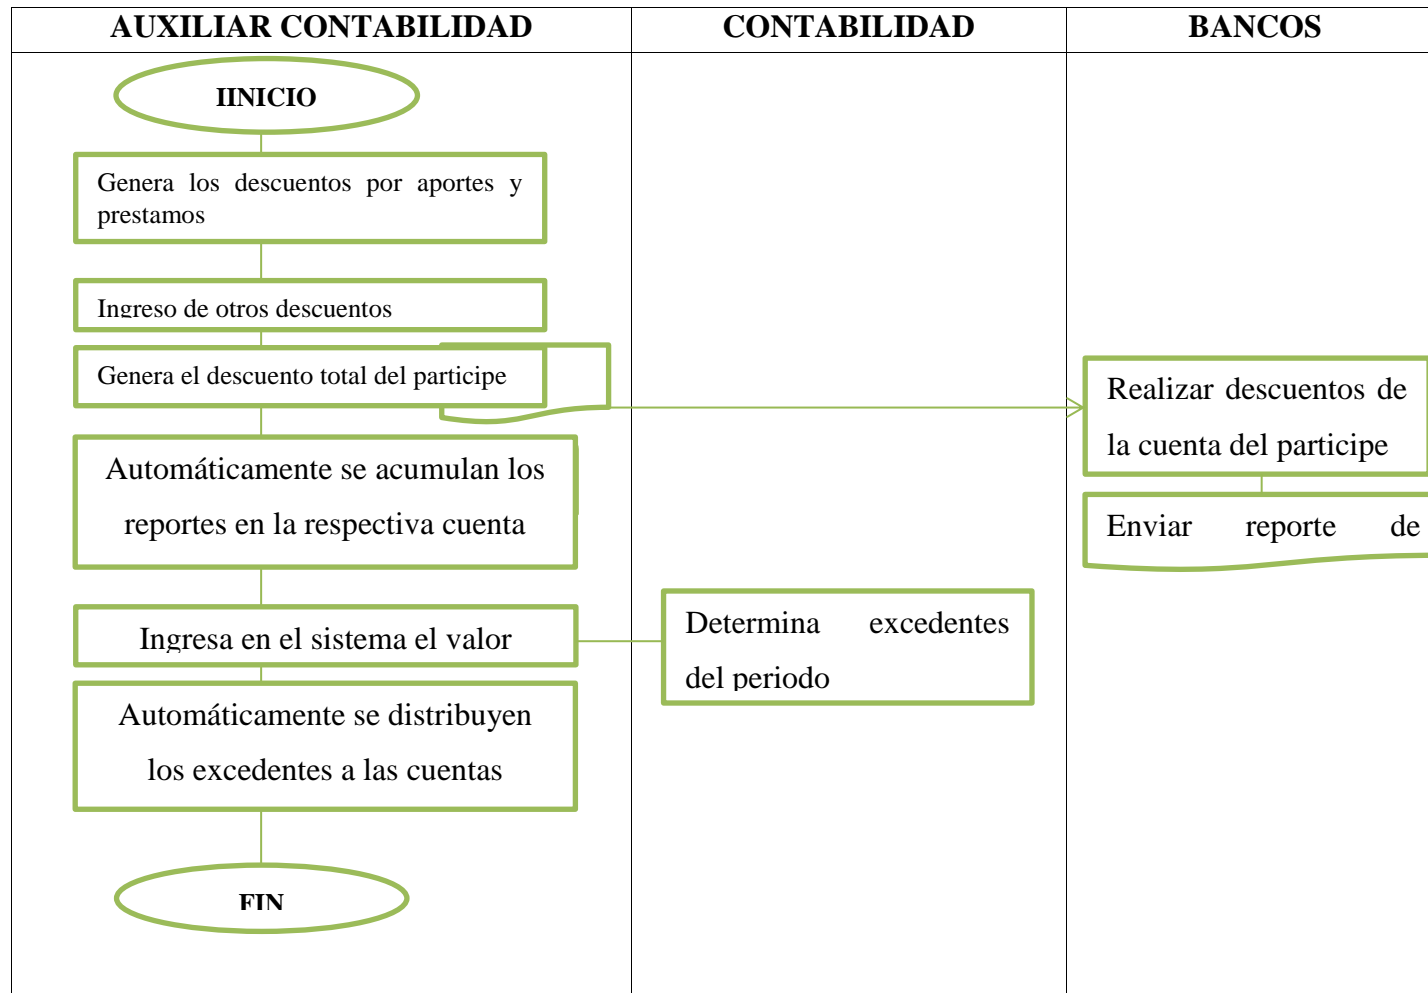 AUXILIAR CONTABILIDAD
CONTABILIDAD
BANCOS
IINICIO
Genera los descuentos por aportes y
prestamos
Ingreso de otros descuentos
Genera el descuento total del participe
Automáticamente se acumulan los
reportes en la respectiva cuenta
Ingresa en el sistema el valor
Automáticamente se distribuyen
los excedentes a las cuentas
FIN
Determina excedentes
del periodo
Realizar descuentos de
la cuenta del participe
Enviar reporte de